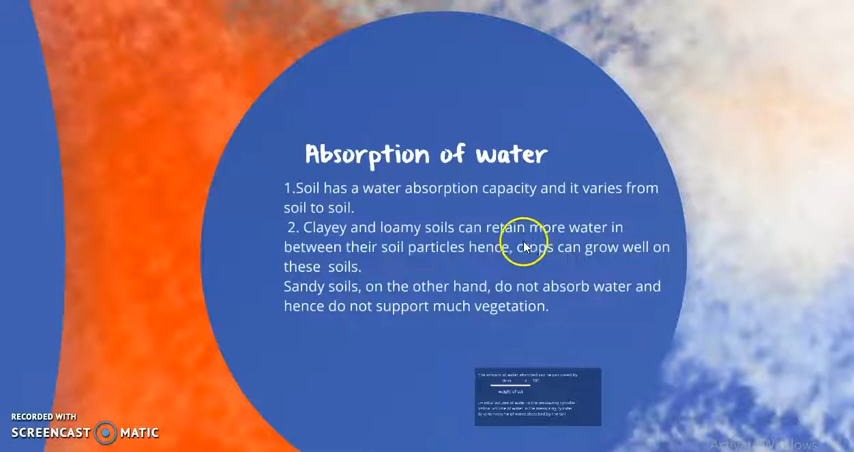 Absorption of water
1.Soil has a water absorption capacity and it varies from
soil to soil.
2. Clayey and loamy soils can retain more water in
between their soil particles hence, crops can grow well on
these soils.
Sandy soils, on the other hand, do not absorb water and
hence do not support much vegetation.
RECORDED WITH
SCREENCAST MATIC